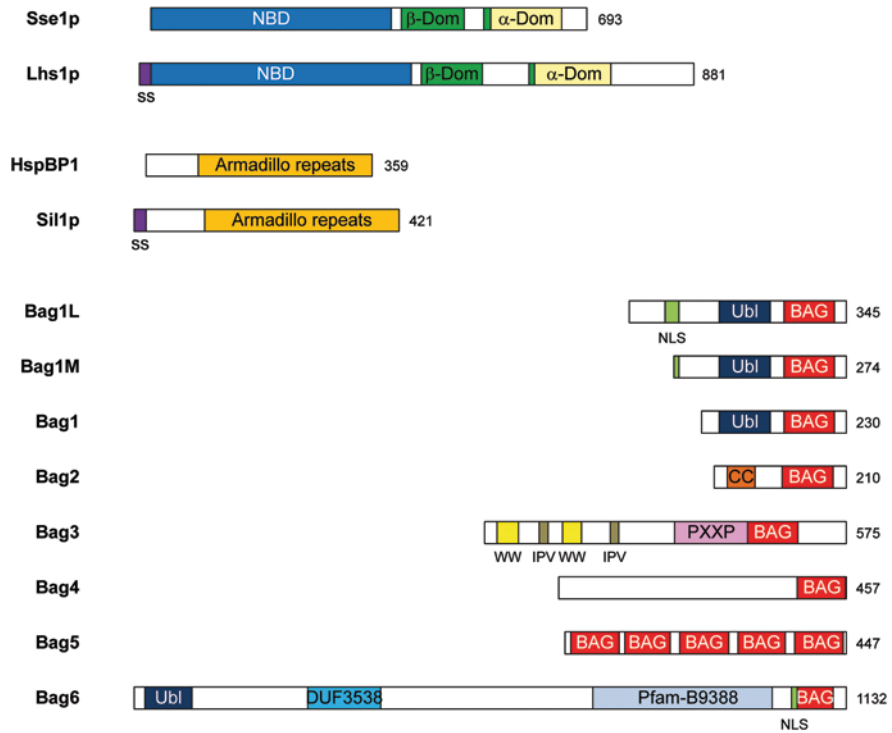 Sse1p NBD β-Dom α-Dom 693
Lhs1p NBD β-Dom α-Dom 881
SS
HspBP1 Armadillo repeats 359
Sil1p Armadillo repeats 421
SS
Bag1L Ubl BAG 345
NLS
Bag1M Ubl BAG 274
Bag1 Ubl BAG 230
Bag2 CC BAG 210
Bag3 PXXP BAG 575
WW IPV WW IPV
Bag4 BAG 457
Bag5 BAG BAG BAG BAG BAG 447
Bag6 Ubl DUF3538 Pfam-B9388 BAG 1132
NLS